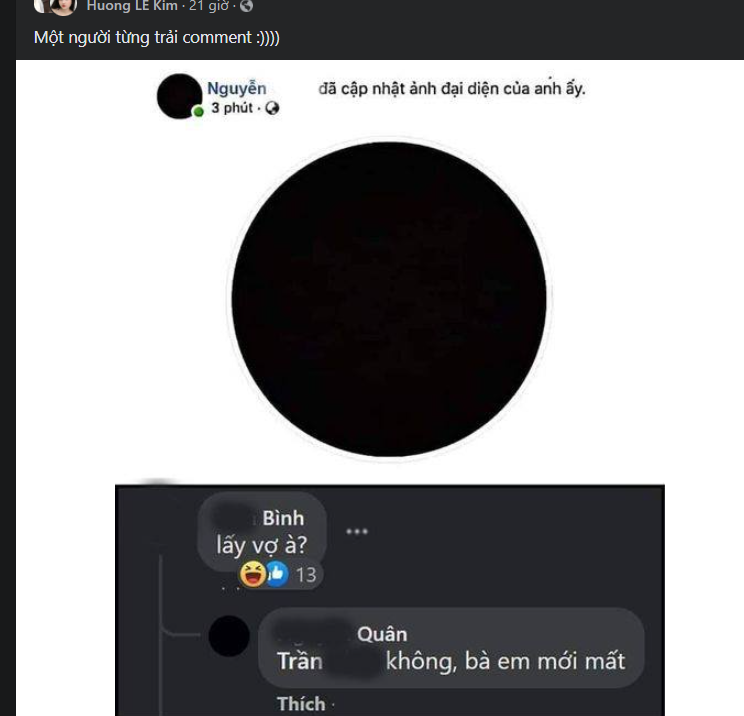 Huong LE Kim · 21 giờ ·
Một người từng trải comment :))))
Nguyễn đã cập nhật ảnh đại diện của anh ấy.
3 phút ·
Bình
lấy vợ à?
13
Quân
Trần không, bà em mới mất
Thích ·